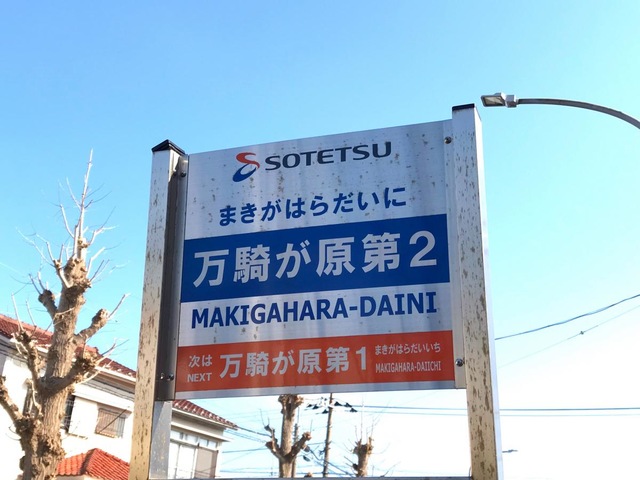 SOTETSU
まきがはらだいに
万騎が原第2
MAKIGAHARA-DAINI
次は 万騎が原第1 まきがはらだいいち
NEXT MAKIGAHARA-DAIICHI